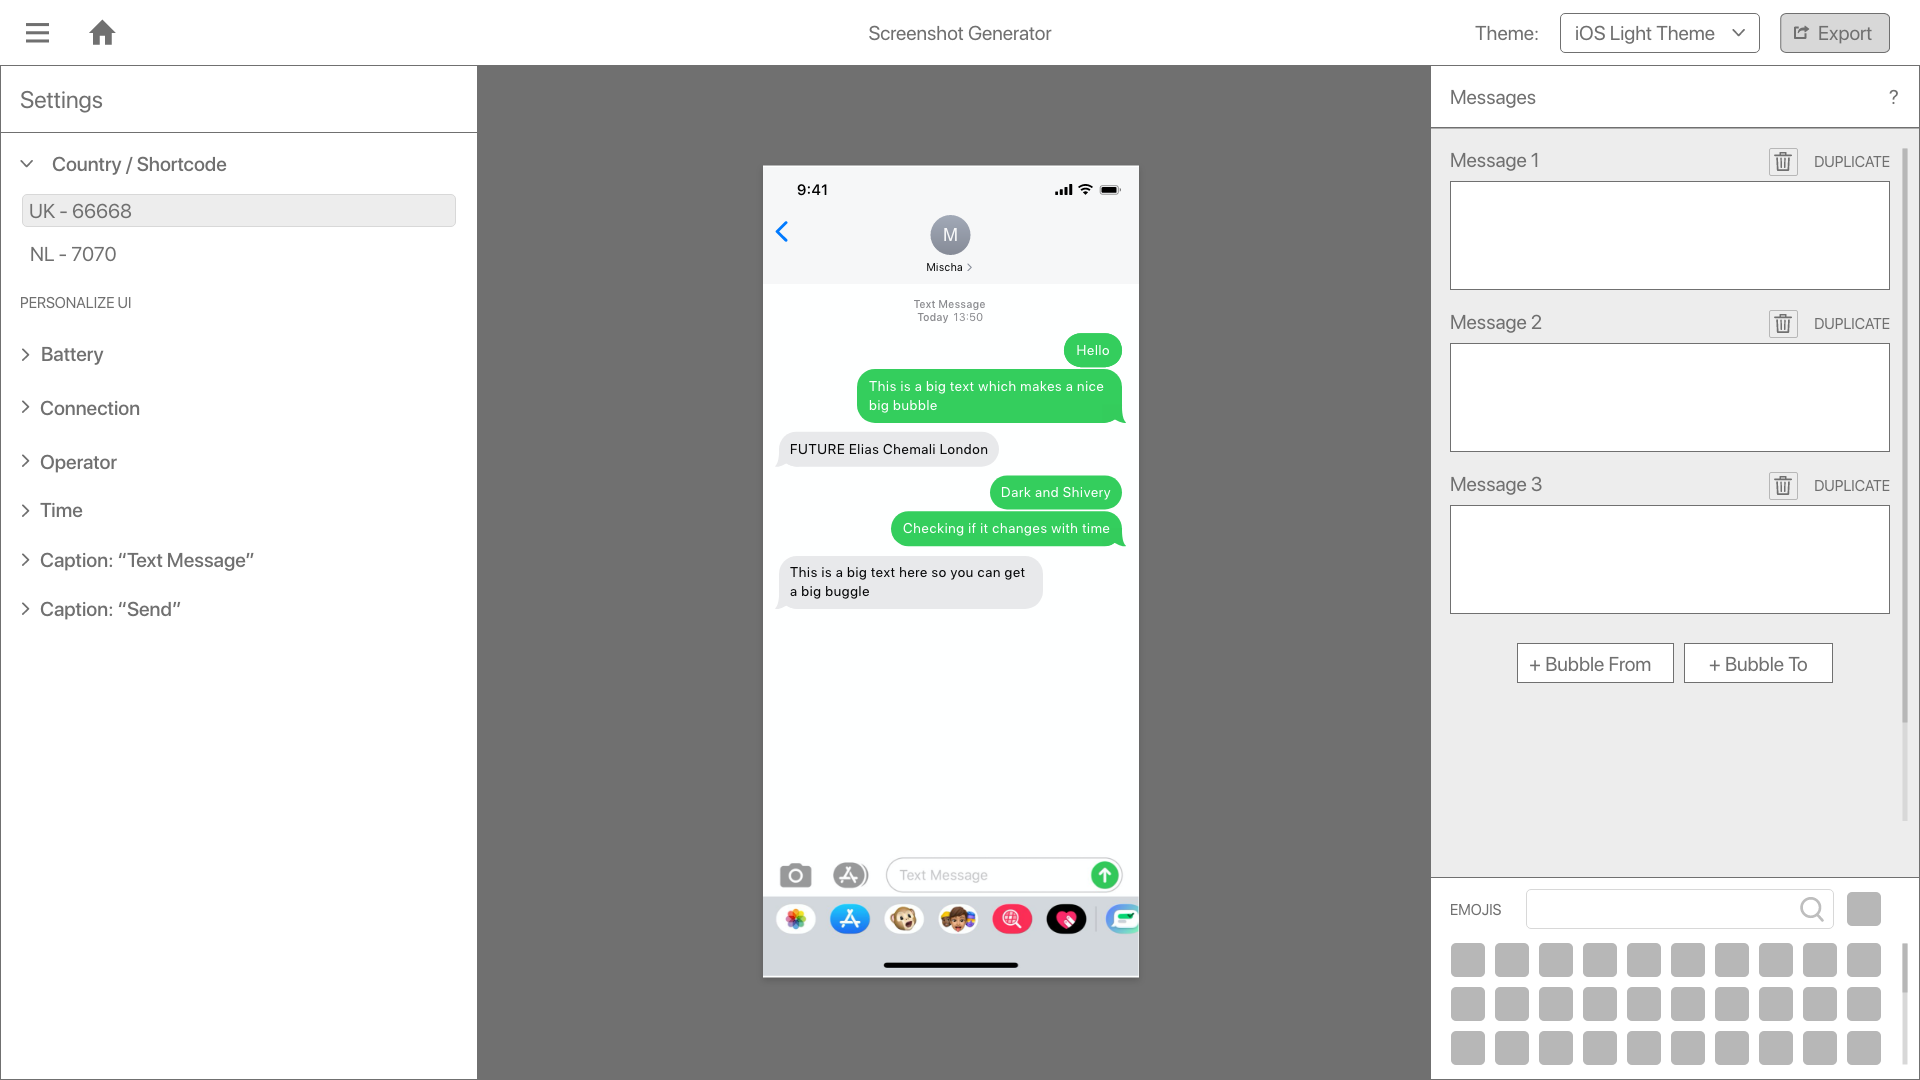 Screenshot Generator
Theme:
iOS Light Theme
Export
Settings
Country / Shortcode
UK - 66668
NL - 7070
PERSONALIZE UI
Battery
Connection
Operator
Time
Caption: “Text Message”
Caption: “Send”
9:41
M
Mischa
Text Message
Today 13:50
Hello
This is a big text which makes a nice
big bubble
FUTURE Elias Chemali London
Dark and Shivery
Checking if it changes with time
This is a big text here so you can get
a big buggle
Text Message
Messages
?
Message 1
DUPLICATE
Message 2
DUPLICATE
Message 3
DUPLICATE
+ Bubble From
+ Bubble To
EMOJIS